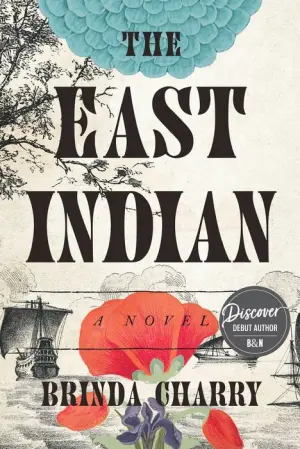 THE
EAST
INDIAN
A NOVEL
Discover
DEBUT AUTHOR
B&N
BRINDA CHARRY